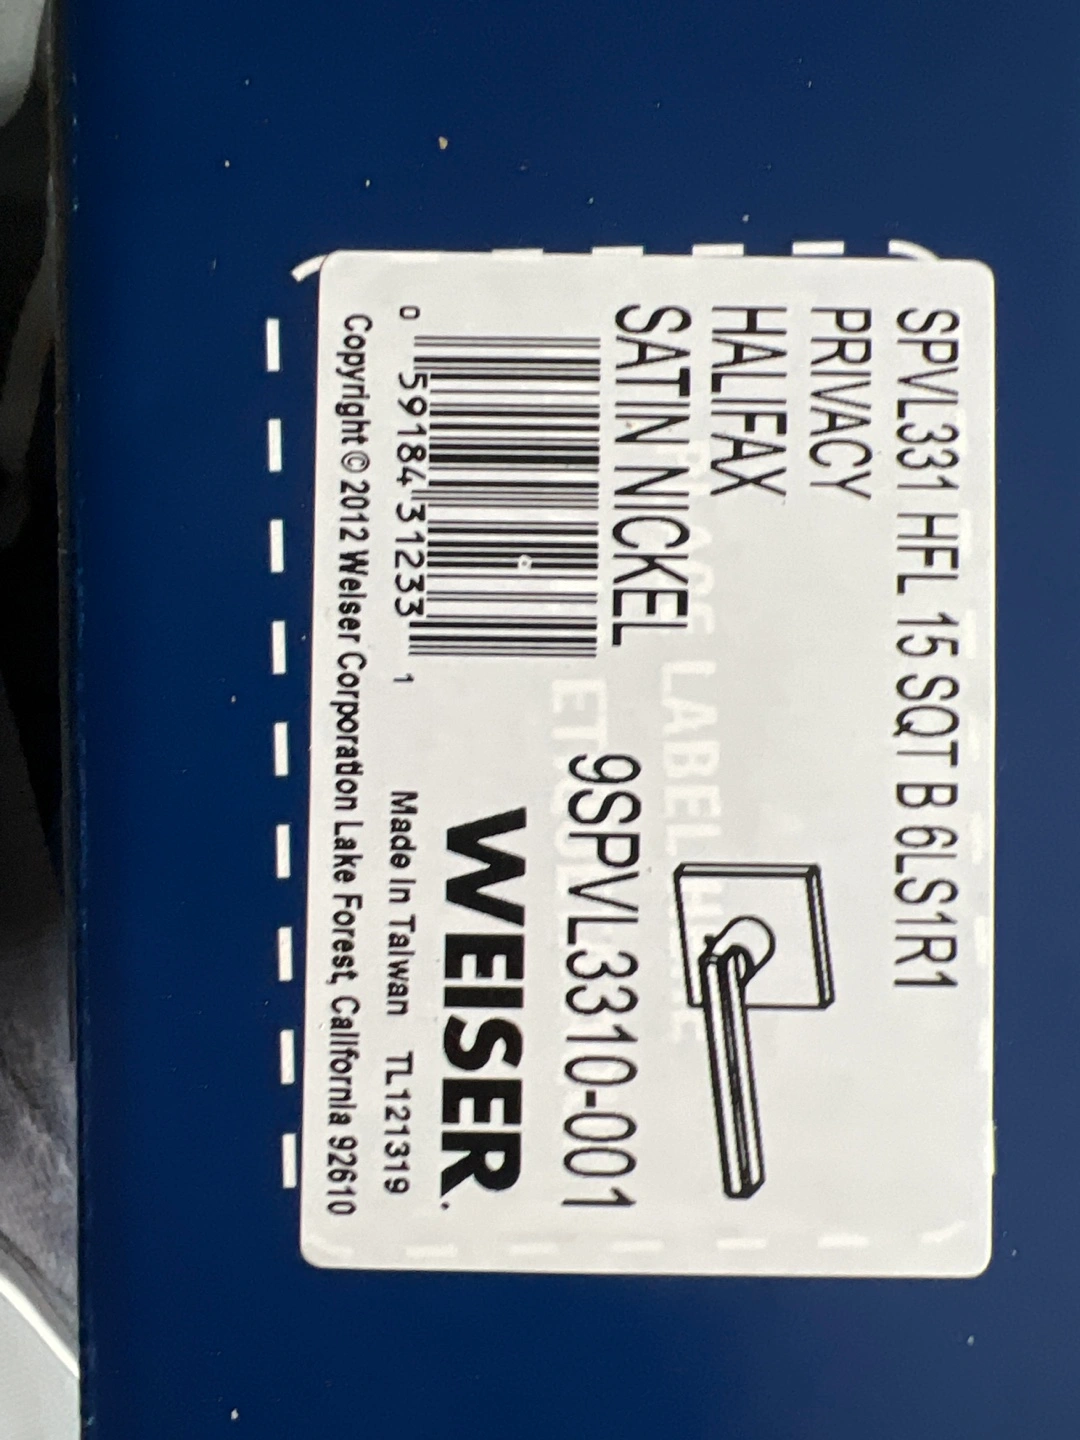 SPVL331 HFL 15 SQT B 6LS1R1
PRIVACY
HALIFAX
SATIN NICKEL
9SPVL3310-001
0 59184 31233 1
WEISER.
Made in Taiwan TL121319
Copyright © 2012 Weiser Corporation Lake Forest, California 92610
LABEL